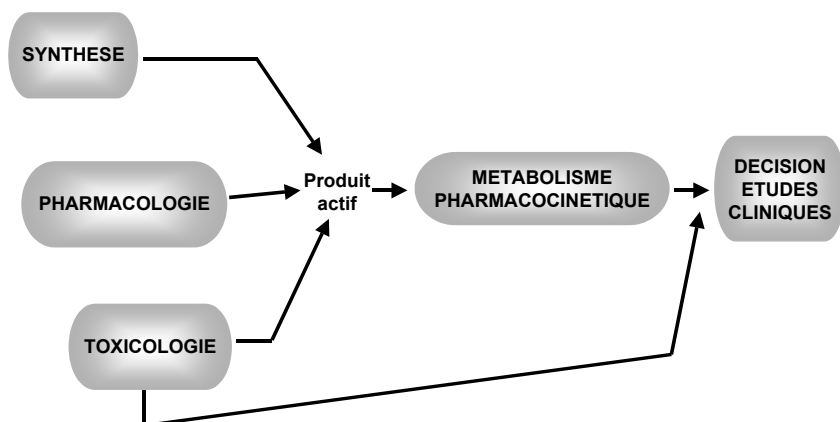 SYNTHESE
PHARMACOLOGIE
TOXICOLOGIE
Produit
actif
METABOLISME
PHARMACOCINETIQUE
DECISION
ETUDES
CLINIQUES